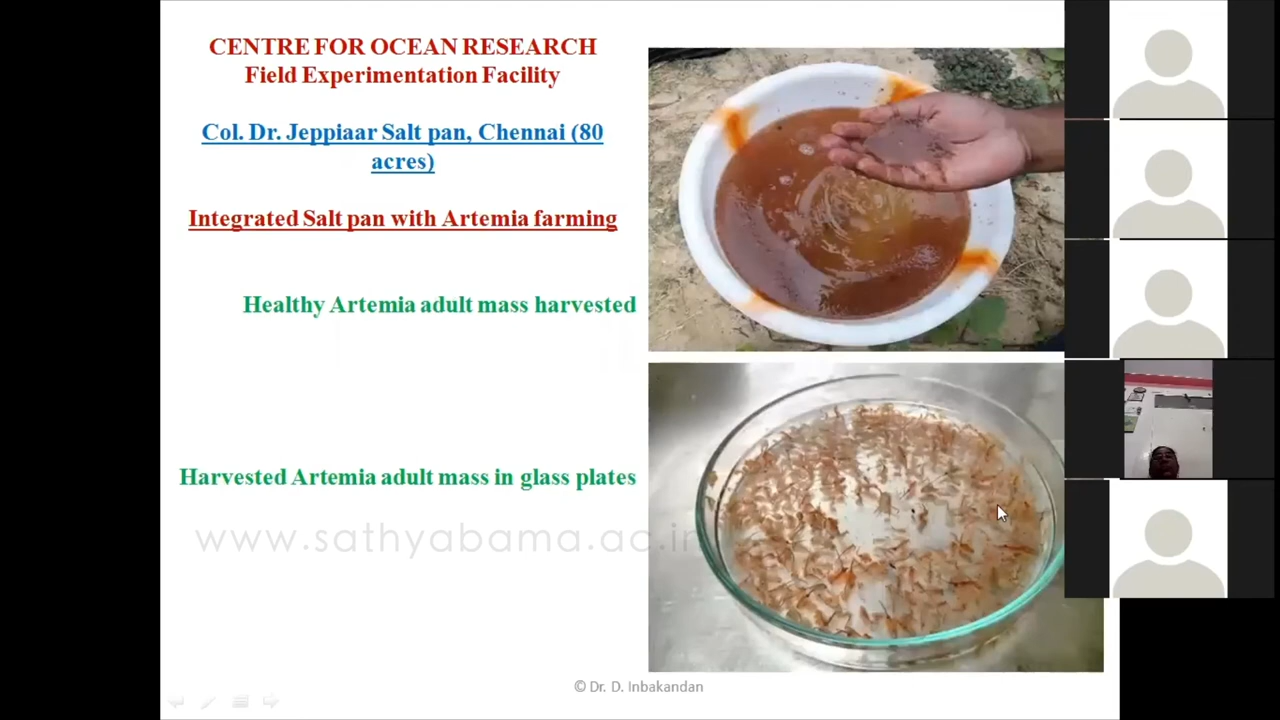 CENTRE FOR OCEAN RESEARCH
Field Experimentation Facility
Col. Dr. Jeppiaar Salt pan, Chennai (80
acres)
Integrated Salt pan with Artemia farming
Healthy Artemia adult mass harvested
Harvested Artemia adult mass in glass plates
www.sathyabama.ac.in
© Dr. D. Inbakandan